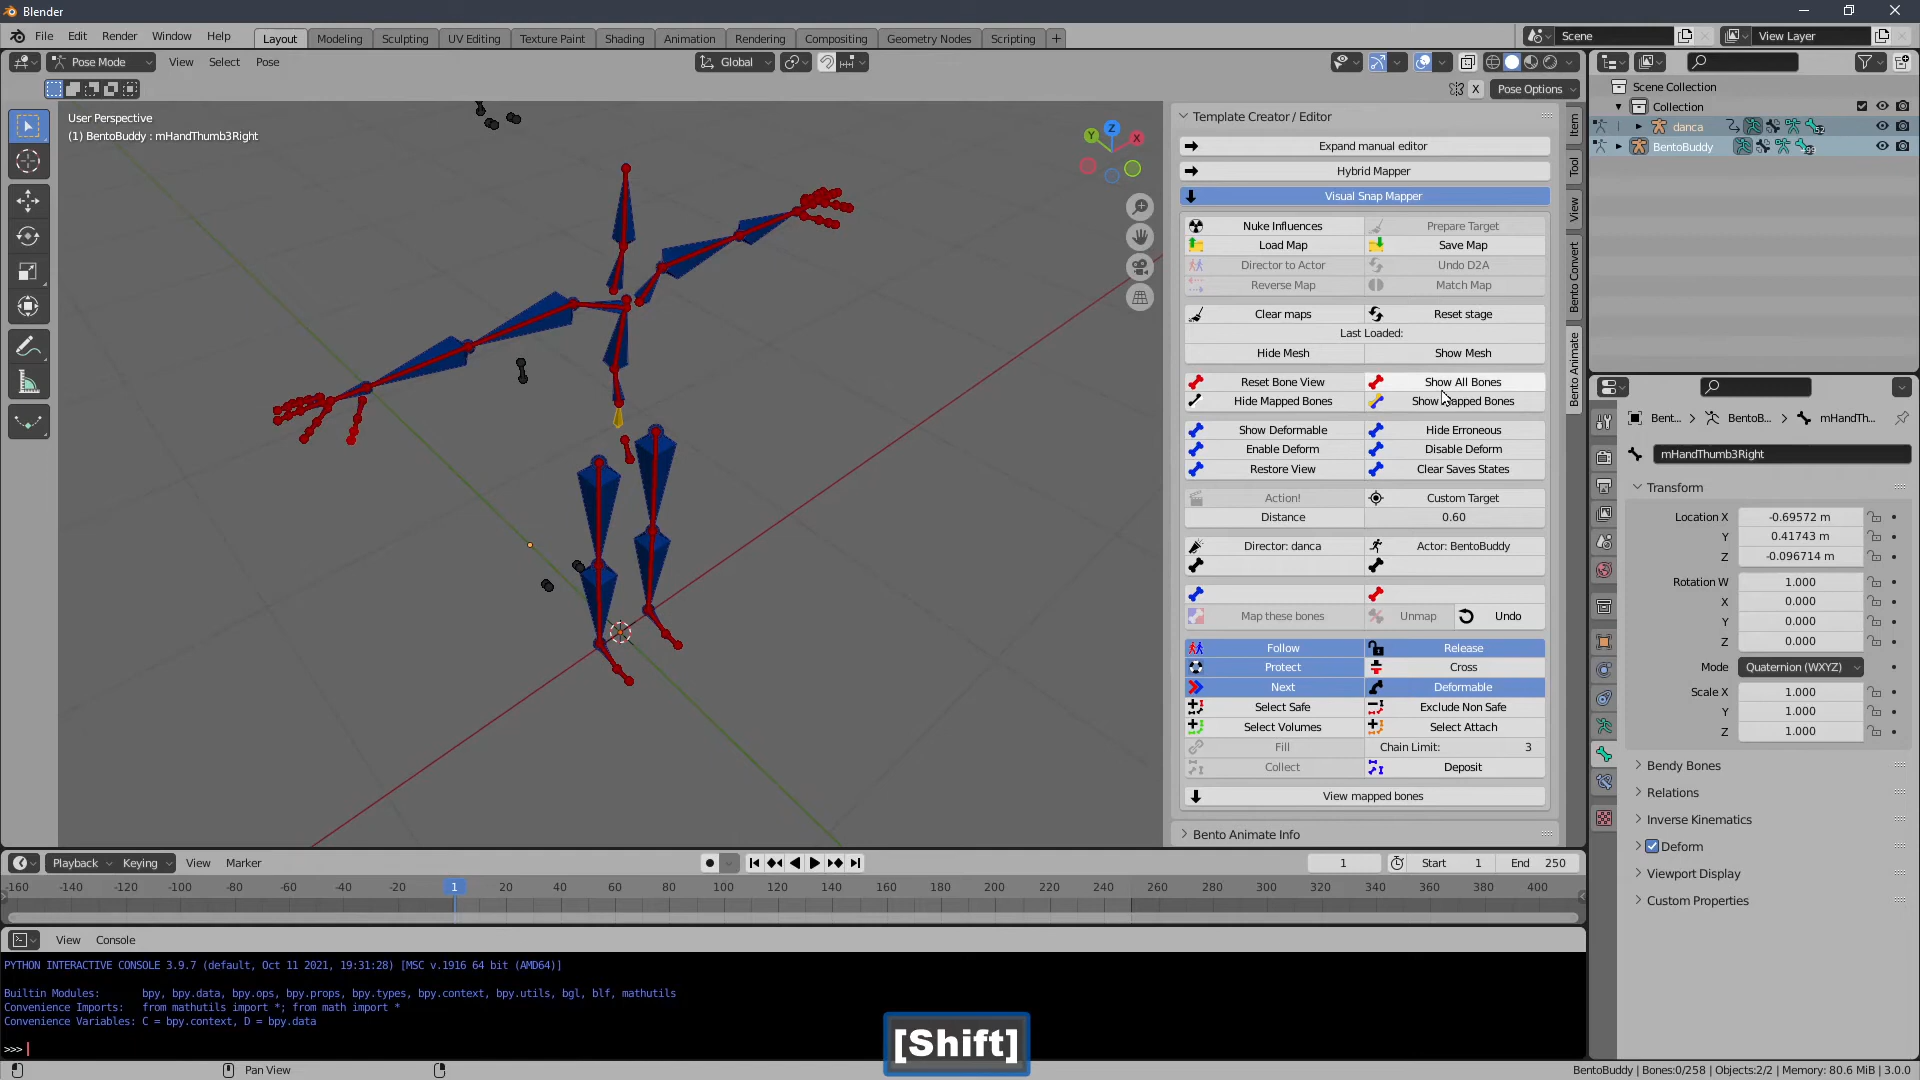 Blender
File Edit Render Window Help Layout Modeling Sculpting UV Editing Texture Paint Shading Animation Rendering Compositing Geometry Nodes Scripting + Scene View Layer
Pose Mode View Select Pose Global
X Pose Options
User Perspective
(1) BentoBuddy : mHandThumb3Right
Z
Y
X
Template Creator / Editor
Expand manual editor
Hybrid Mapper
Visual Snap Mapper
Nuke Influences Prepare Target
Load Map Save Map
Director to Actor Undo D2A
Reverse Map Match Map
Clear maps Reset stage
Last Loaded:
Hide Mesh Show Mesh
Reset Bone View Show All Bones
Hide Mapped Bones Show Mapped Bones
Show Deformable Hide Erroneous
Enable Deform Disable Deform
Restore View Clear Saves States
Action! Custom Target
Distance 0.60
Director: danca Actor: BentoBuddy
Map these bones Unmap Undo
Follow Release
Protect Cross
Next Deformable
Select Safe Exclude Non Safe
Select Volumes Select Attach
Fill Chain Limit: 3
Collect Deposit
View mapped bones
Bento Animate Info
Item
Tool
View
Bento Convert
Bento Animate
Scene Collection
Collection
danca
BentoBuddy
Bent... BentoB... mHandTh...
mHandThumb3Right
Transform
Location X -0.69572 m
Y 0.41743 m
Z -0.096714 m
Rotation W 1.000
X 0.000
Y 0.000
Z 0.000
Mode Quaternion (WXYZ)
Scale X 1.000
Y 1.000
Z 1.000
Bendy Bones
Relations
Inverse Kinematics
Deform
Viewport Display
Custom Properties
Playback Keying View Marker 1 Start 1 End 250
-160 -140 -120 -100 -80 -60 -40 -20 1 20 40 60 80 100 120 140 160 180 200 220 240 260 280 300 320 340 360 380 400
View Console
PYTHON INTERACTIVE CONSOLE 3.9.7 (default, Oct 11 2021, 19:31:28) [MSC v.1916 64 bit (AMD64)]
Builtin Modules: bpy, bpy.data, bpy.ops, bpy.props, bpy.types, bpy.context, bpy.utils, bgl, blf, mathutils
Convenience Imports: from mathutils import *; from math import *
Convenience Variables: C = bpy.context, D = bpy.data
>>>
[Shift]
Pan View BentoBuddy | Bones:0/258 | Objects:2/2 | Memory: 80.6 MiB | 3.0.0